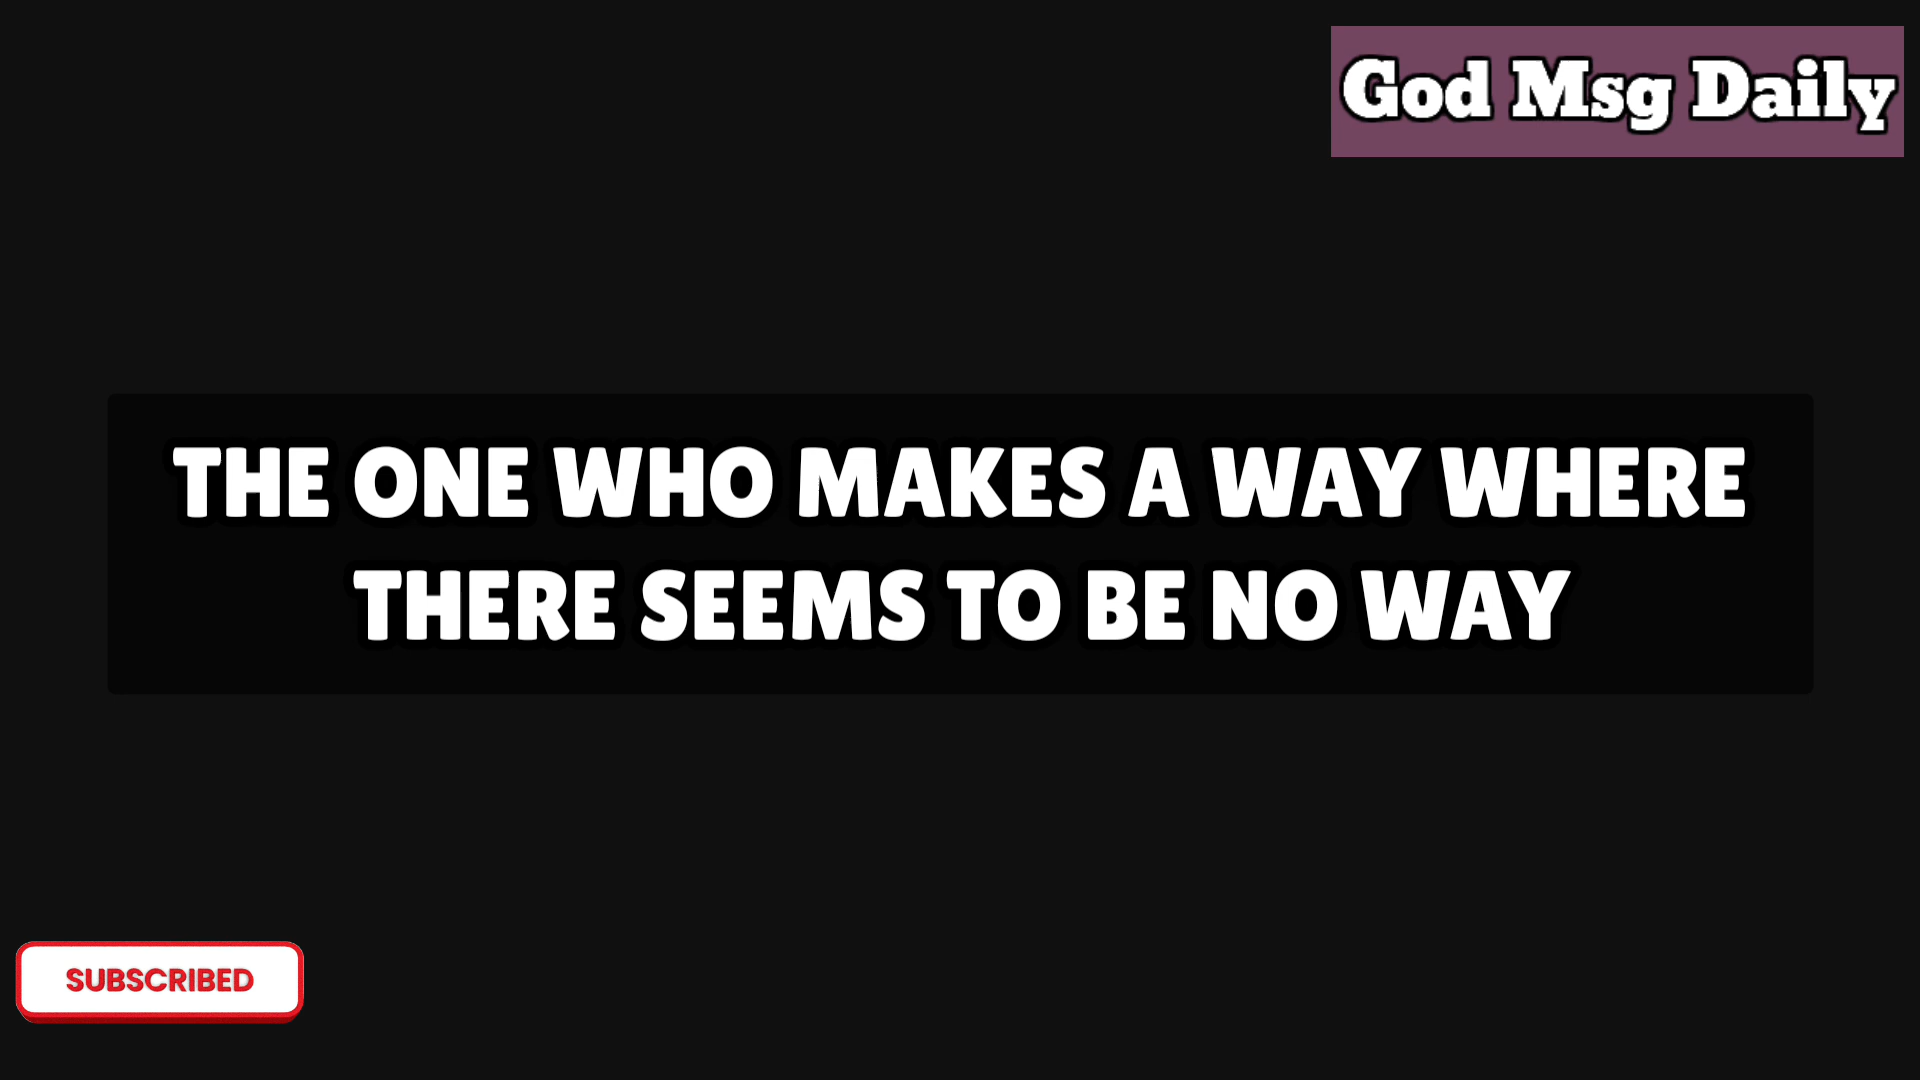 God Msg Daily
THE ONE WHO MAKES A WAY WHERE
THERE SEEMS TO BE NO WAY
SUBSCRIBED